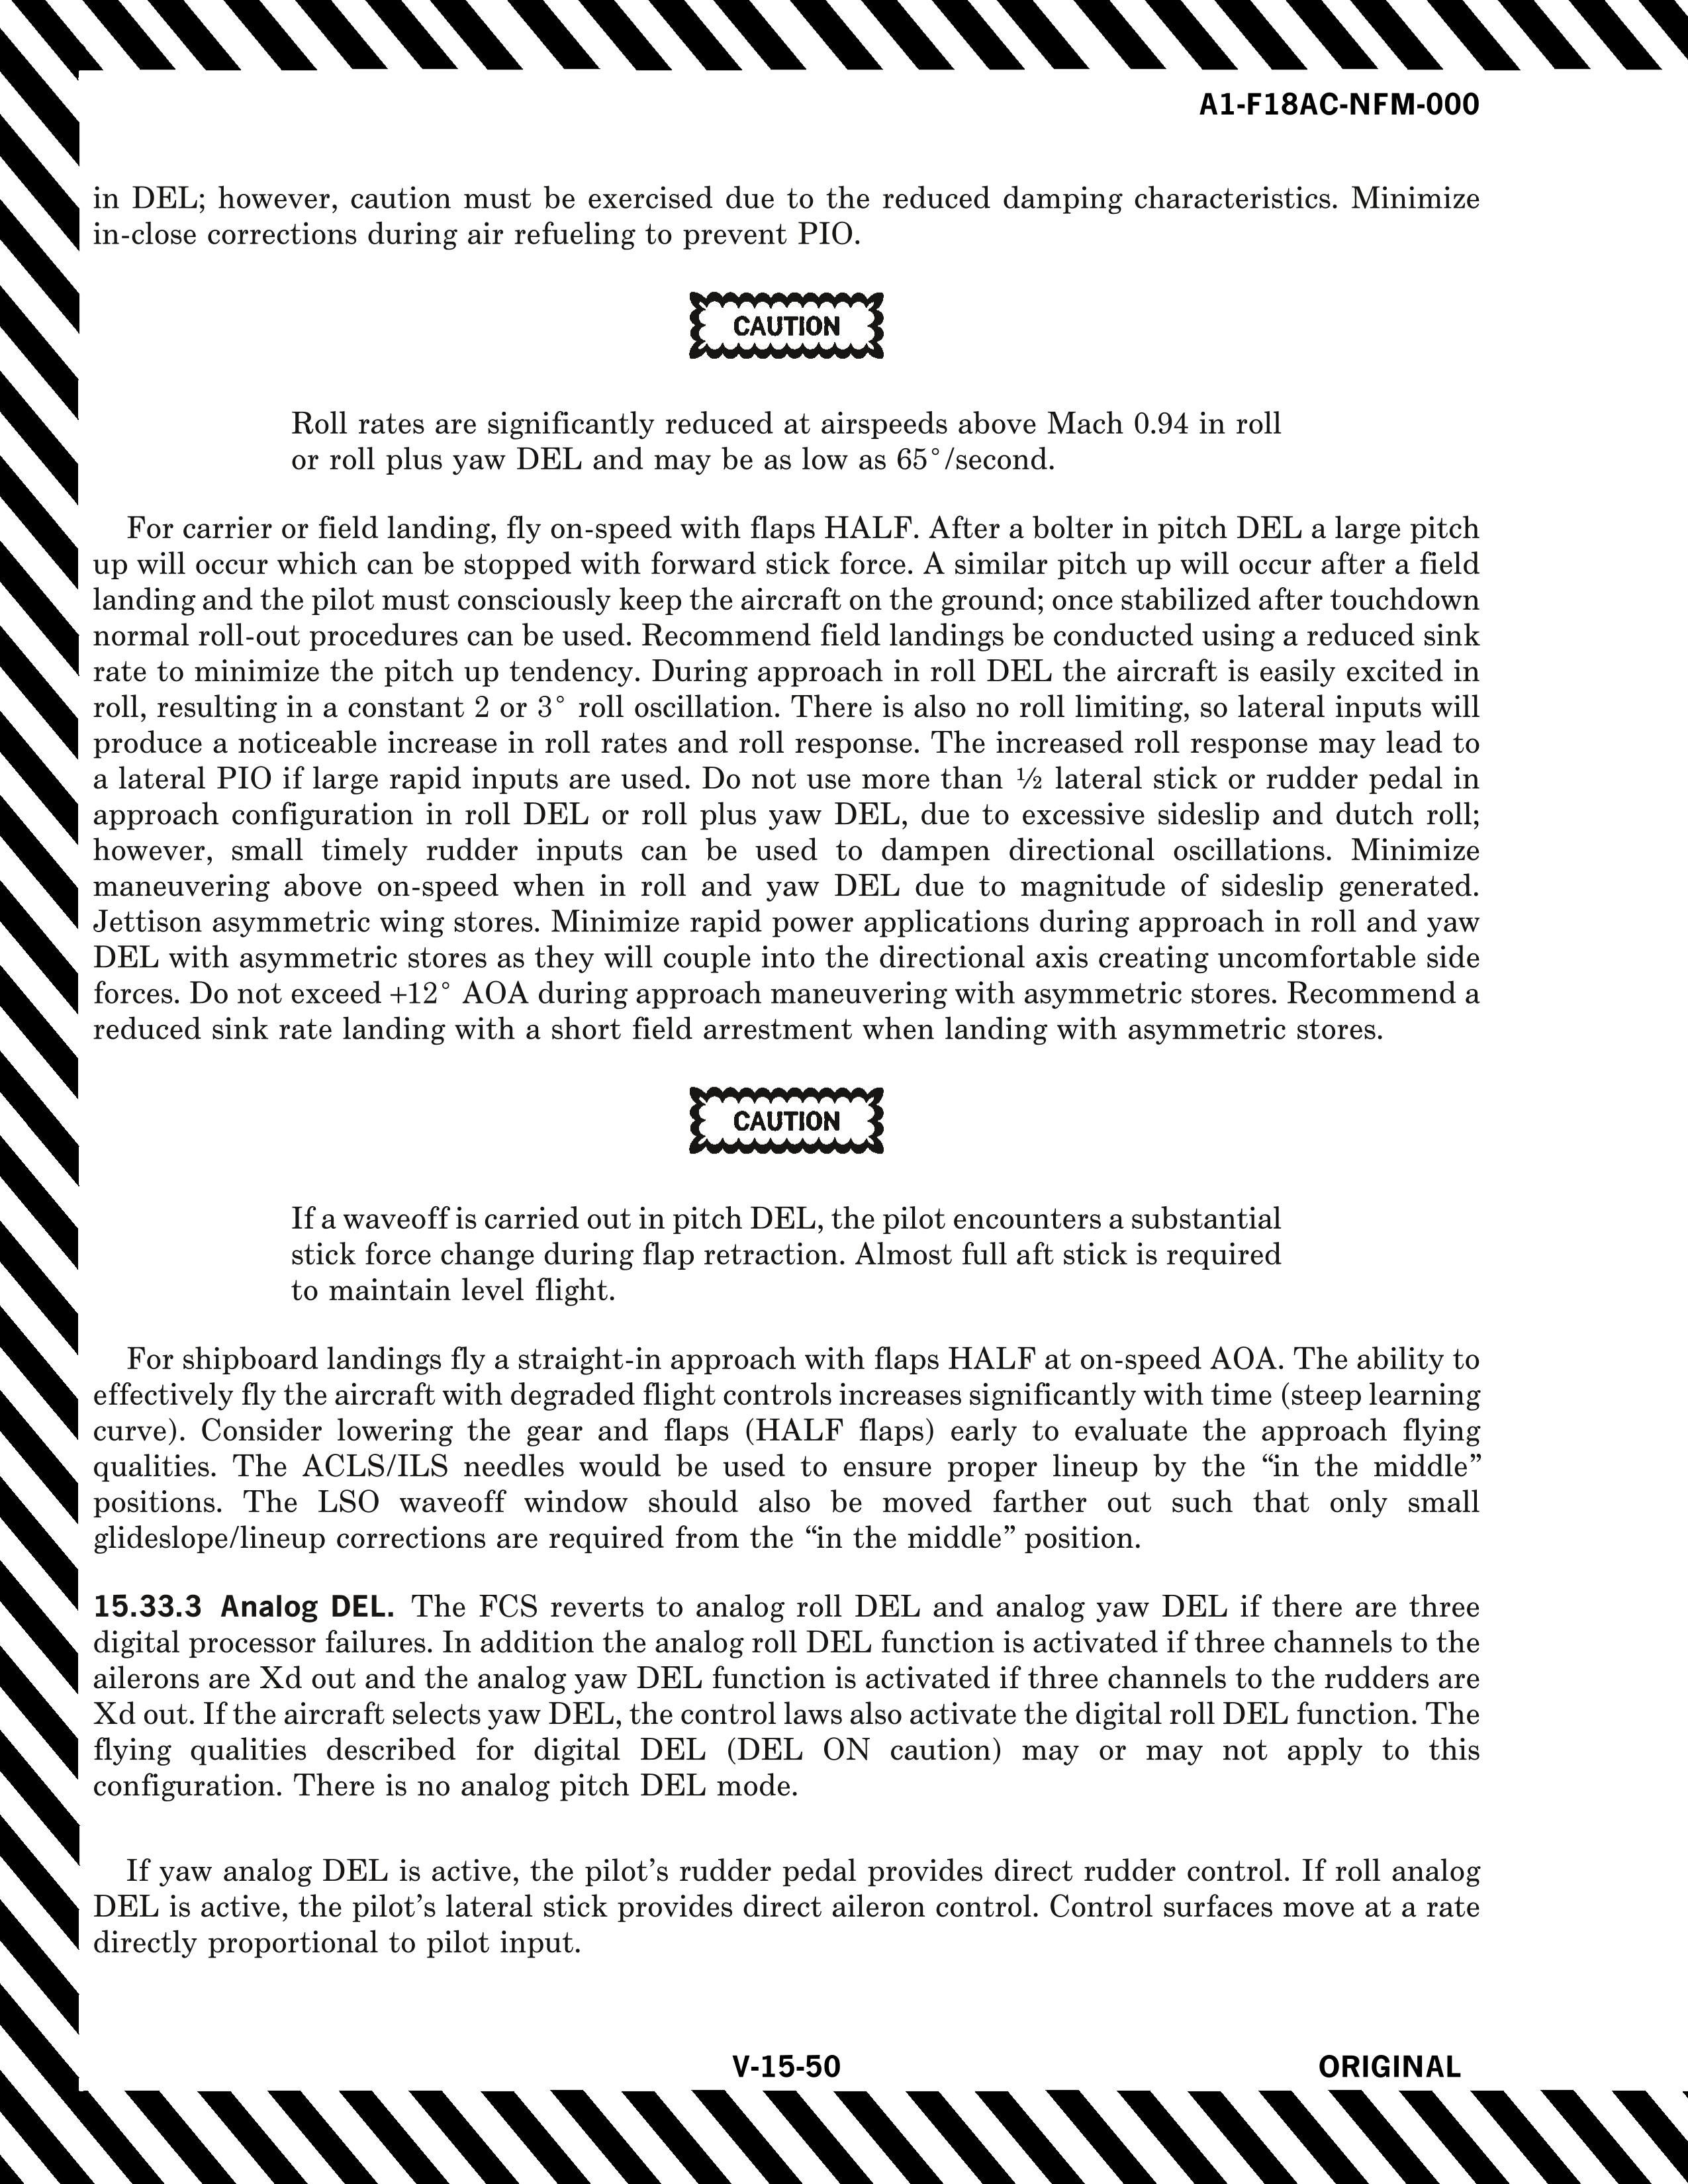 A1-F18AC-NFM-000
in DEL; however, caution must be exercised due to the reduced damping characteristics. Minimize
in-close corrections during air refueling to prevent PIO.
CAUTION
Roll rates are significantly reduced at airspeeds above Mach 0.94 in roll
or roll plus yaw DEL and may be as low as 65°/second.
For carrier or field landing, fly on-speed with flaps HALF. After a bolter in pitch DEL a large pitch
up will occur which can be stopped with forward stick force. A similar pitch up will occur after a field
landing and the pilot must consciously keep the aircraft on the ground; once stabilized after touchdown
normal roll-out procedures can be used. Recommend field landings be conducted using a reduced sink
rate to minimize the pitch up tendency. During approach in roll DEL the aircraft is easily excited in
roll, resulting in a constant 2 or 3° roll oscillation. There is also no roll limiting, so lateral inputs will
produce a noticeable increase in roll rates and roll response. The increased roll response may lead to
a lateral PIO if large rapid inputs are used. Do not use more than ½ lateral stick or rudder pedal in
approach configuration in roll DEL or roll plus yaw DEL, due to excessive sideslip and dutch roll;
however, small timely rudder inputs can be used to dampen directional oscillations. Minimize
maneuvering above on-speed when in roll and yaw DEL due to magnitude of sideslip generated.
Jettison asymmetric wing stores. Minimize rapid power applications during approach in roll and yaw
DEL with asymmetric stores as they will couple into the directional axis creating uncomfortable side
forces. Do not exceed +12° AOA during approach maneuvering with asymmetric stores. Recommend a
reduced sink rate landing with a short field arrestment when landing with asymmetric stores.
CAUTION
If a waveoff is carried out in pitch DEL, the pilot encounters a substantial
stick force change during flap retraction. Almost full aft stick is required
to maintain level flight.
For shipboard landings fly a straight-in approach with flaps HALF at on-speed AOA. The ability to
effectively fly the aircraft with degraded flight controls increases significantly with time (steep learning
curve). Consider lowering the gear and flaps (HALF flaps) early to evaluate the approach flying
qualities. The ACLS/ILS needles would be used to ensure proper lineup by the “in the middle”
positions. The LSO waveoff window should also be moved farther out such that only small
glideslope/lineup corrections are required from the “in the middle” position.
15.33.3 Analog DEL. The FCS reverts to analog roll DEL and analog yaw DEL if there are three
digital processor failures. In addition the analog roll DEL function is activated if three channels to the
ailerons are Xd out and the analog yaw DEL function is activated if three channels to the rudders are
Xd out. If the aircraft selects yaw DEL, the control laws also activate the digital roll DEL function. The
flying qualities described for digital DEL (DEL ON caution) may or may not apply to this
configuration. There is no analog pitch DEL mode.
If yaw analog DEL is active, the pilot’s rudder pedal provides direct rudder control. If roll analog
DEL is active, the pilot’s lateral stick provides direct aileron control. Control surfaces move at a rate
directly proportional to pilot input.
V-15-50
ORIGINAL